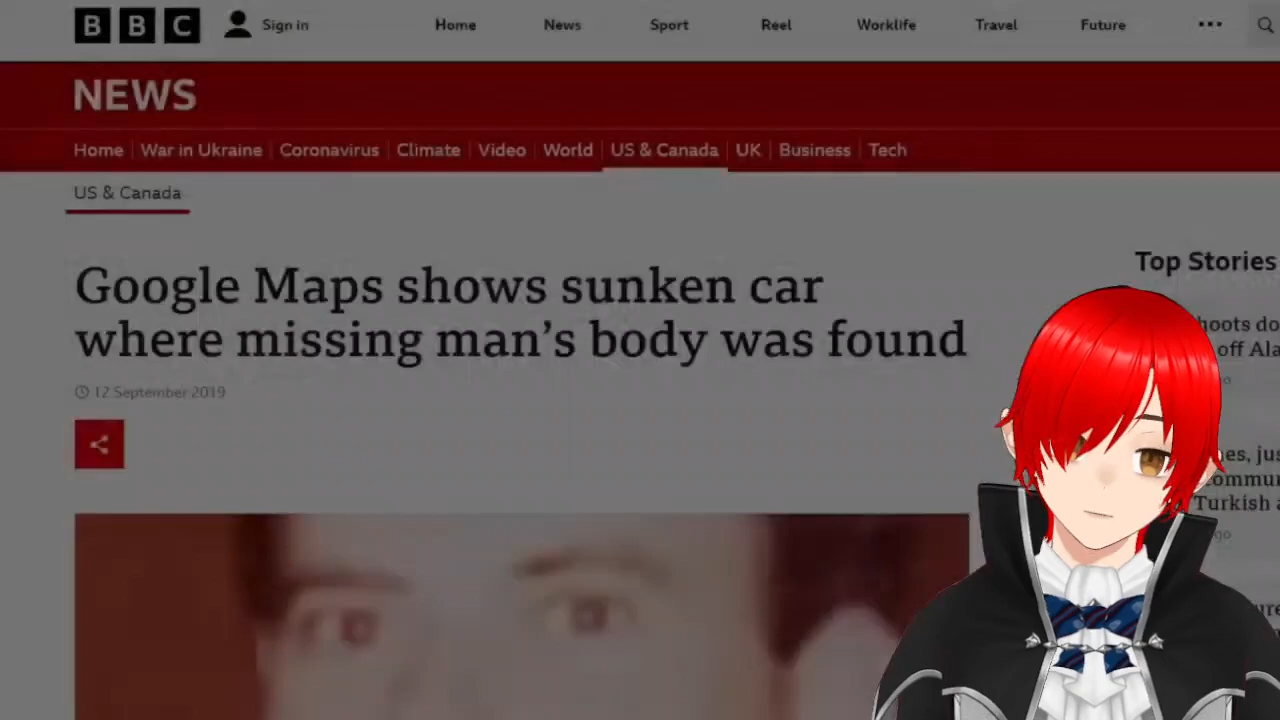 BBC Sign in Home News Sport Reel Worklife Travel Future
NEWS
Home War in Ukraine Coronavirus Climate Video World US & Canada UK Business Tech
US & Canada
Google Maps shows sunken car
where missing man's body was found
12 September 2019
Top Stories
off
Turkish